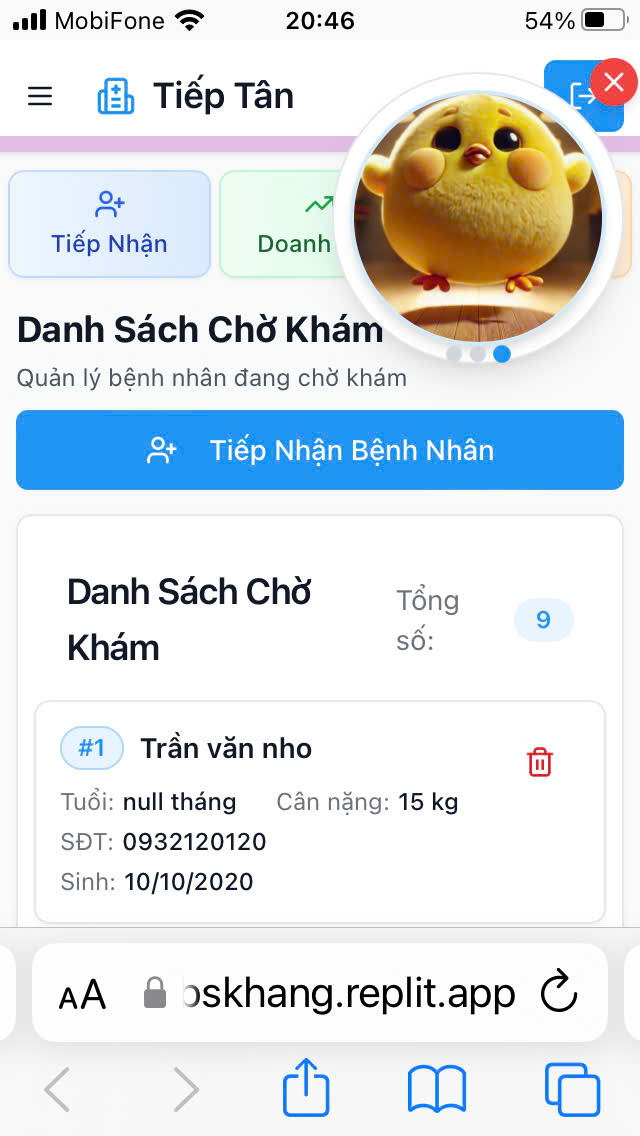 MobiFone 20:46 54%
Tiếp Tân
Tiếp Nhận
Doanh
Danh Sách Chờ Khám
Quản lý bệnh nhân đang chờ khám
Tiếp Nhận Bệnh Nhân
Danh Sách Chờ
Khám
Tổng
số:
9
#1 Trần văn nho
Tuổi: null tháng Cân nặng: 15 kg
SĐT: 0932120120
Sinh: 10/10/2020
AA bskhang.replit.app